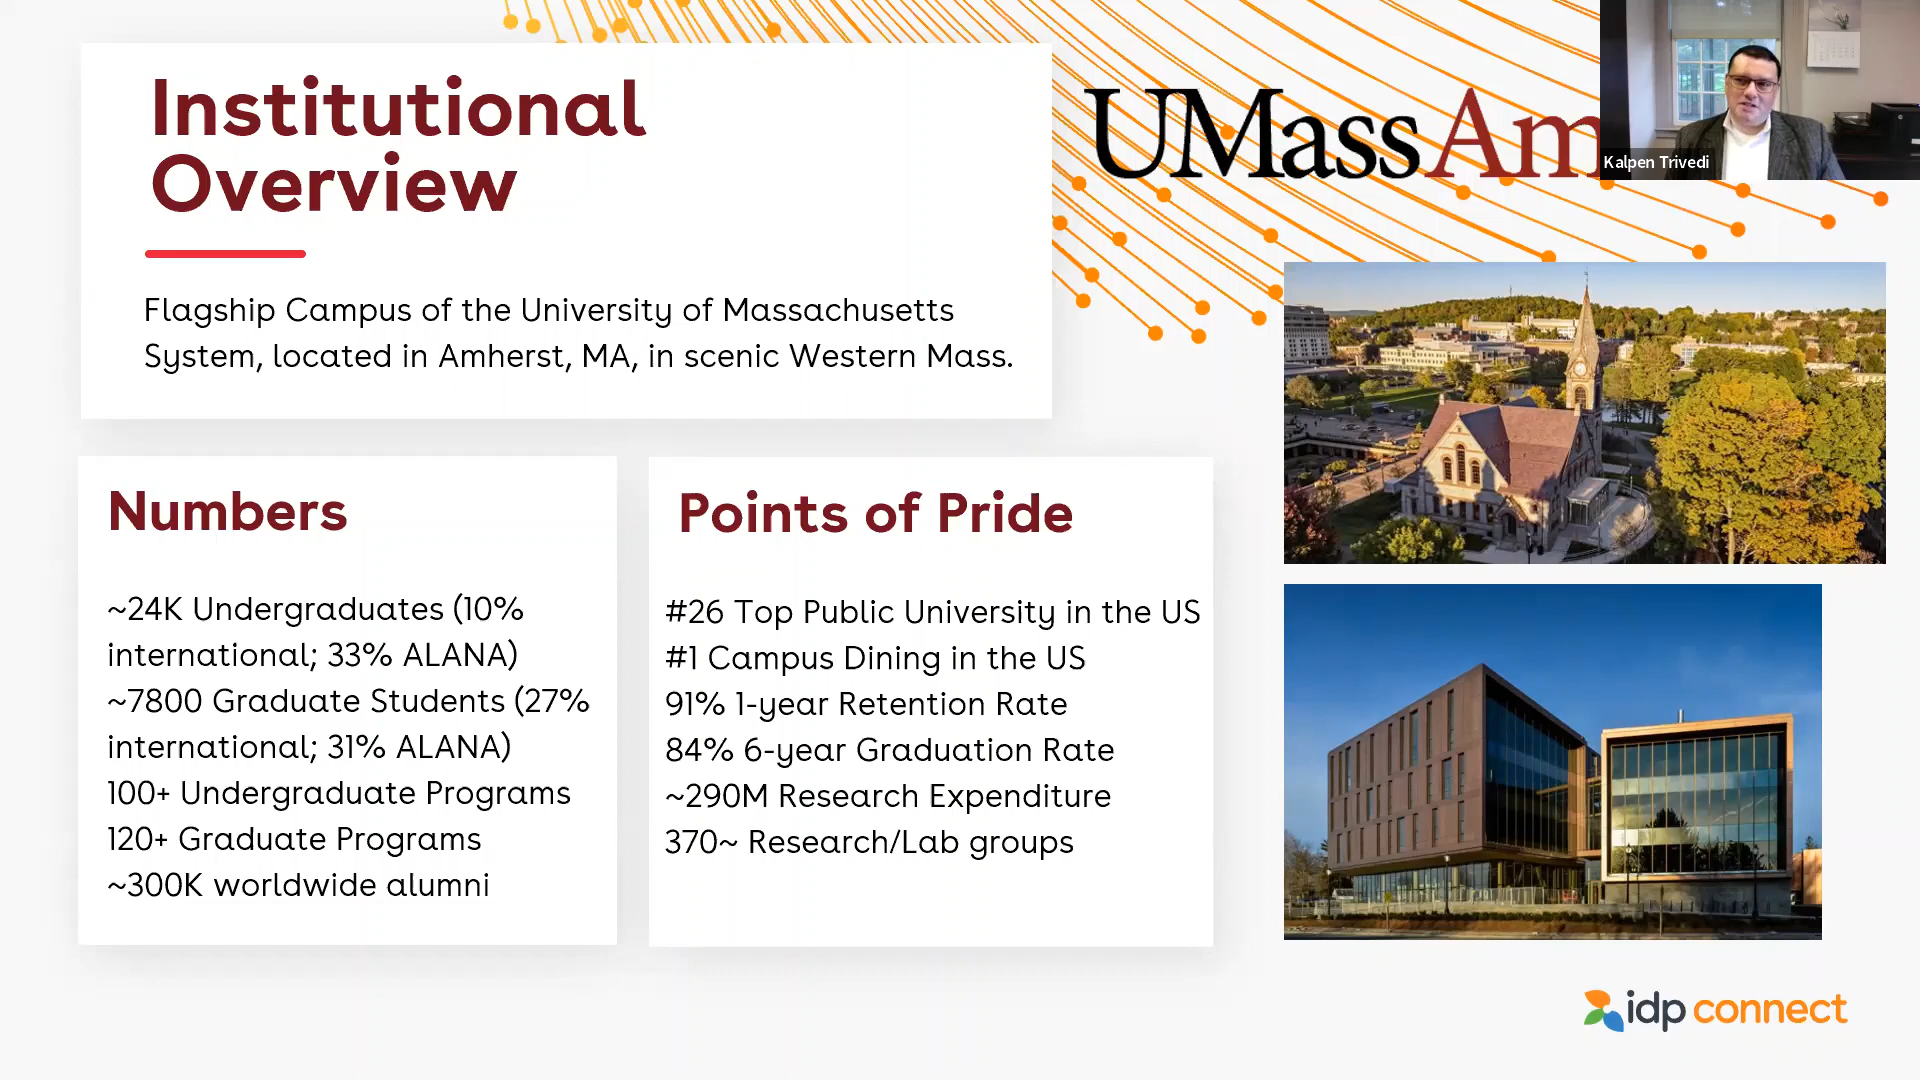 Institutional
Overview
Flagship Campus of the University of Massachusetts
System, located in Amherst, MA, in scenic Western Mass.
UMassAm
Kalpen Trivedi
Numbers
~24K Undergraduates (10%
international; 33% ALANA)
~7800 Graduate Students (27%
international; 31% ALANA)
100+ Undergraduate Programs
120+ Graduate Programs
~300K worldwide alumni
Points of Pride
#26 Top Public University in the US
#1 Campus Dining in the US
91% 1-year Retention Rate
84% 6-year Graduation Rate
~290M Research Expenditure
370~ Research/Lab groups
idp connect